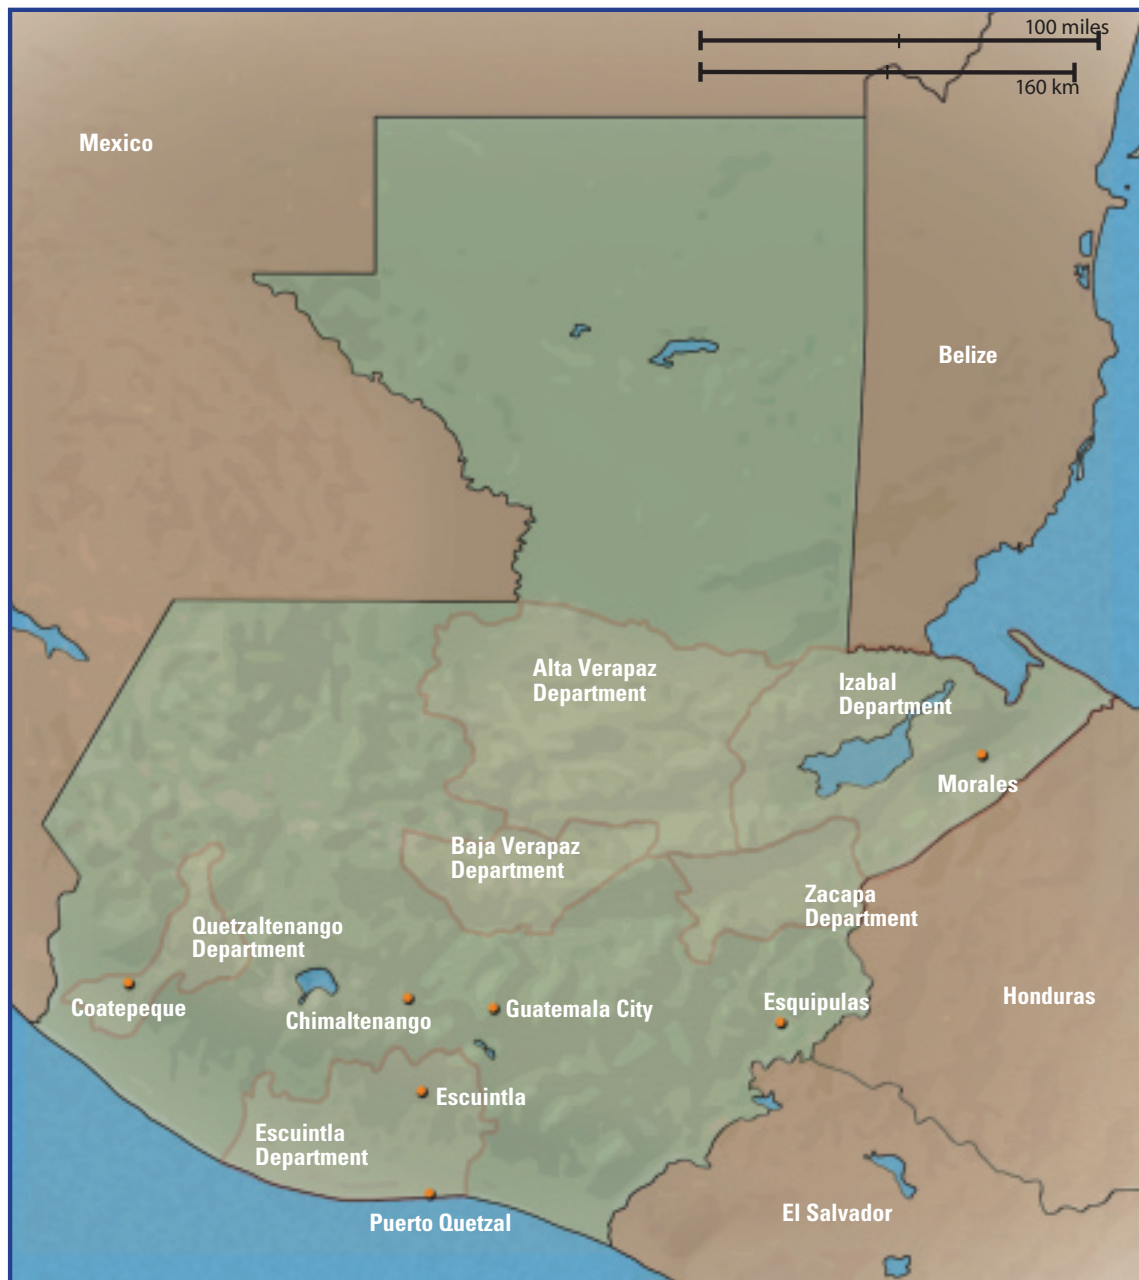 100 miles
160 km
Mexico
Belize
Alta Verapaz
Department
Izabal
Department
Morales
Baja Verapaz
Department
Zacapa
Department
Quetzaltenango
Department
Coatepeque
Chimaltenango
Guatemala City
Esquipulas
Honduras
Escuintla
Escuintla
Department
Puerto Quetzal
El Salvador